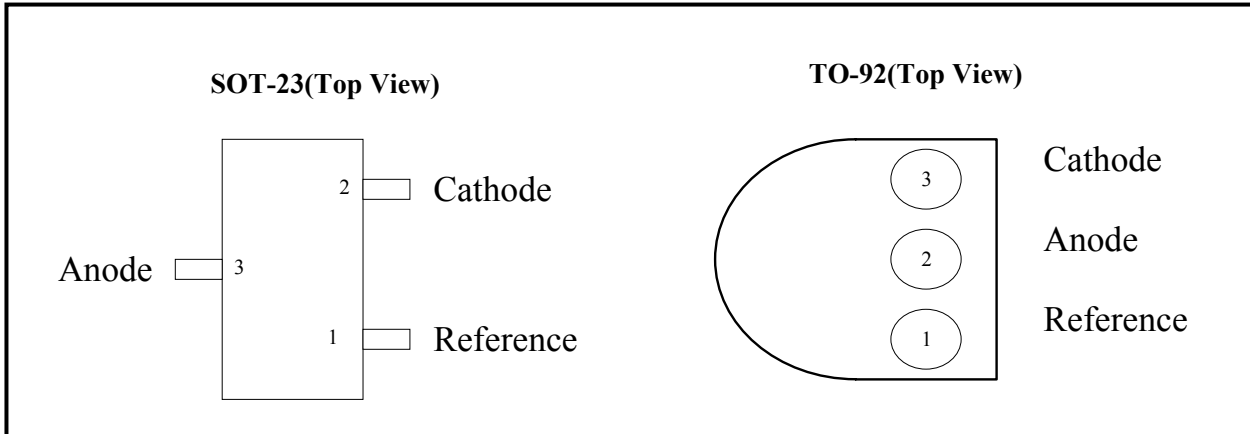 SOT-23(Top View)
2 Cathode
Anode 3
1 Reference
TO-92(Top View)
3 Cathode
2 Anode
1 Reference